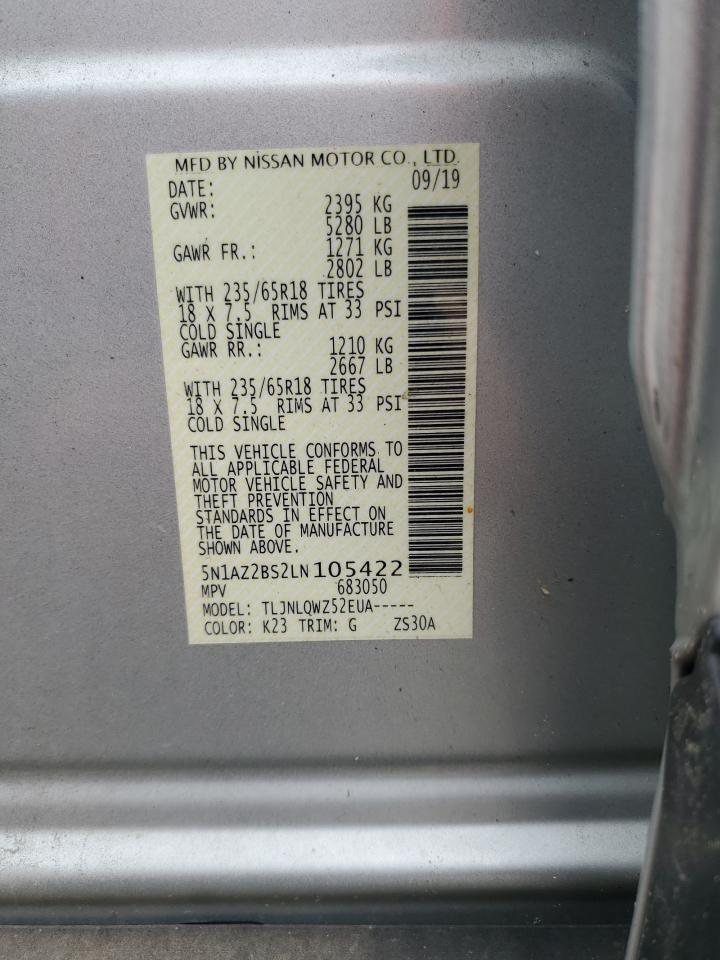 MFD BY NISSAN MOTOR CO., LTD.
DATE: 09/19
GVWR: 2395 KG
5280 LB
GAWR FR.: 1271 KG
2802 LB
WITH 235/65R18 TIRES
18 X 7.5 RIMS AT 33 PSI
COLD SINGLE
GAWR RR.: 1210 KG
2667 LB
WITH 235/65R18 TIRES
18 X 7.5 RIMS AT 33 PSI
COLD SINGLE
THIS VEHICLE CONFORMS TO
ALL APPLICABLE FEDERAL
MOTOR VEHICLE SAFETY AND
THEFT PREVENTION
STANDARDS IN EFFECT ON
THE DATE OF MANUFACTURE
SHOWN ABOVE.
5N1AZ2BS2LN105422
MPV 683050
MODEL: TLJNLQWZ52EUA-----
COLOR: K23 TRIM: G ZS30A